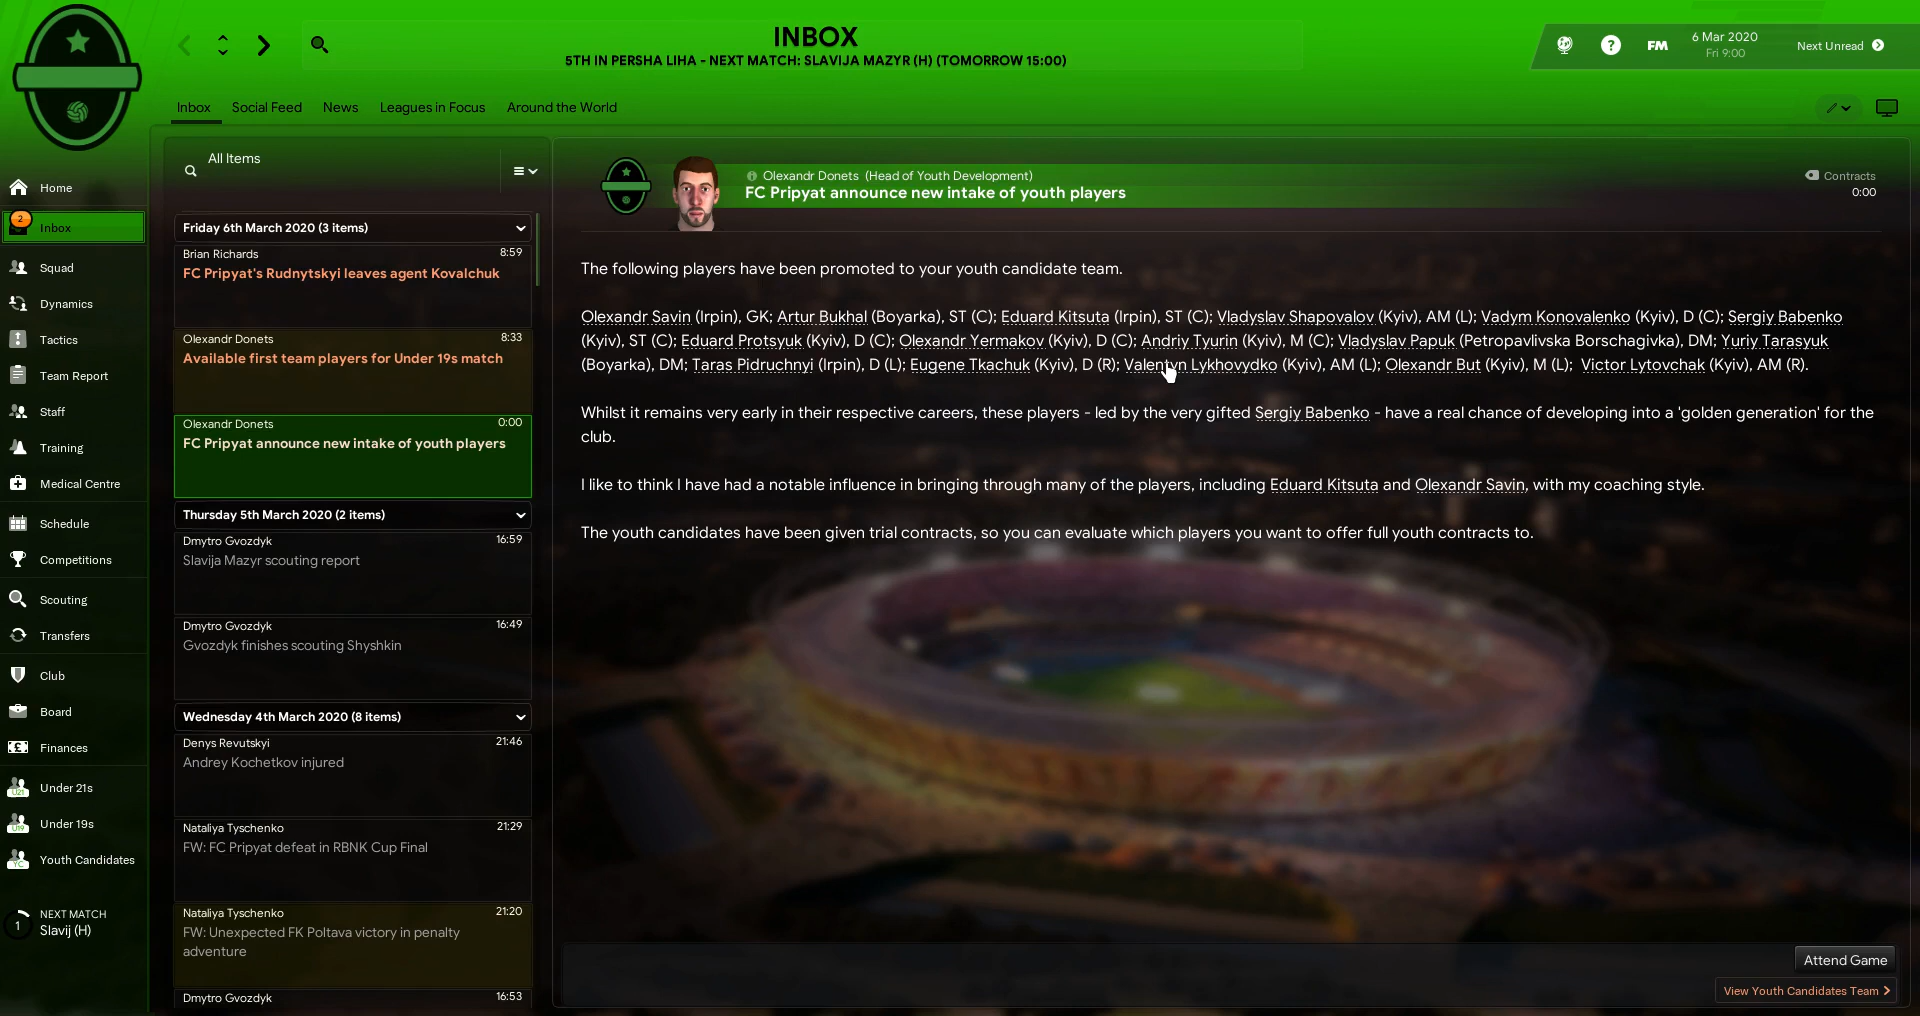 INBOX
5TH IN PERSHA LIHA - NEXT MATCH: SLAVIJA MAZYR (H) (TOMORROW 15:00)
?
FM
6 Mar 2020
Fri 9:00
Next Unread
Inbox
Social Feed
News
Leagues in Focus
Around the World
Home
2
Inbox
Squad
Dynamics
Tactics
Team Report
Staff
Training
Medical Centre
Schedule
Competitions
Scouting
Transfers
Club
Board
Finances
U21
Under 21s
U19
Under 19s
YC
Youth Candidates
1
NEXT MATCH
Slavij (H)
All Items
Friday 6th March 2020 (3 items)
Brian Richards 8:59
FC Pripyat's Rudnytskyi leaves agent Kovalchuk
Olexandr Donets 8:33
Available first team players for Under 19s match
Olexandr Donets 0:00
FC Pripyat announce new intake of youth players
Thursday 5th March 2020 (2 items)
Dmytro Gvozdyk 16:59
Slavija Mazyr scouting report
Dmytro Gvozdyk 16:49
Gvozdyk finishes scouting Shyshkin
Wednesday 4th March 2020 (8 items)
Denys Revutskyi 21:46
Andrey Kochetkov injured
Nataliya Tyschenko 21:29
FW: FC Pripyat defeat in RBNK Cup Final
Nataliya Tyschenko 21:20
FW: Unexpected FK Poltava victory in penalty
adventure
Dmytro Gvozdyk 16:53
Olexandr Donets (Head of Youth Development)
FC Pripyat announce new intake of youth players
Contracts
0:00
The following players have been promoted to your youth candidate team.
Olexandr Savin (Irpin), GK; Artur Bukhal (Boyarka), ST (C); Eduard Kitsuta (Irpin), ST (C); Vladyslav Shapovalov (Kyiv), AM (L); Vadym Konovalenko (Kyiv), D (C); Sergiy Babenko
(Kyiv), ST (C); Eduard Protsyuk (Kyiv), D (C); Olexandr Yermakov (Kyiv), D (C); Andriy Tyurin (Kyiv), M (C); Vladyslav Papuk (Petropavlivska Borschagivka), DM; Yuriy Tarasyuk
(Boyarka), DM; Taras Pidruchnyi (Irpin), D (L); Eugene Tkachuk (Kyiv), D (R); Valentyn Lykhovydko (Kyiv), AM (L); Olexandr But (Kyiv), M (L); Victor Lytovchak (Kyiv), AM (R).
Whilst it remains very early in their respective careers, these players - led by the very gifted Sergiy Babenko - have a real chance of developing into a 'golden generation' for the
club.
I like to think I have had a notable influence in bringing through many of the players, including Eduard Kitsuta and Olexandr Savin, with my coaching style.
The youth candidates have been given trial contracts, so you can evaluate which players you want to offer full youth contracts to.
Attend Game
View Youth Candidates Team